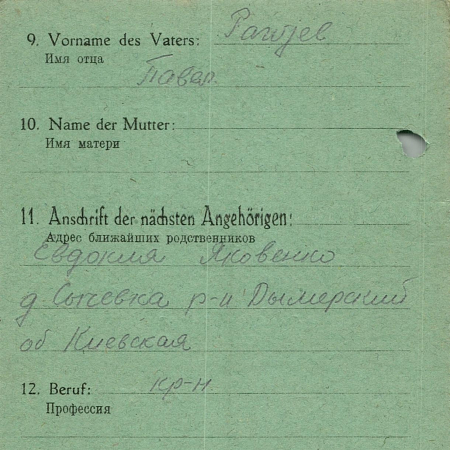 9. Vorname des Vaters:
Имя отца
Павел.
10. Name der Mutter:
Имя матери
11. Anschrift der nächsten Angehörigen:
Адрес ближайших родственников
Евдокия Яковенко
д. Сычевка р-н Дымерский
об Киевская
12. Beruf: кр-н.
Профессия